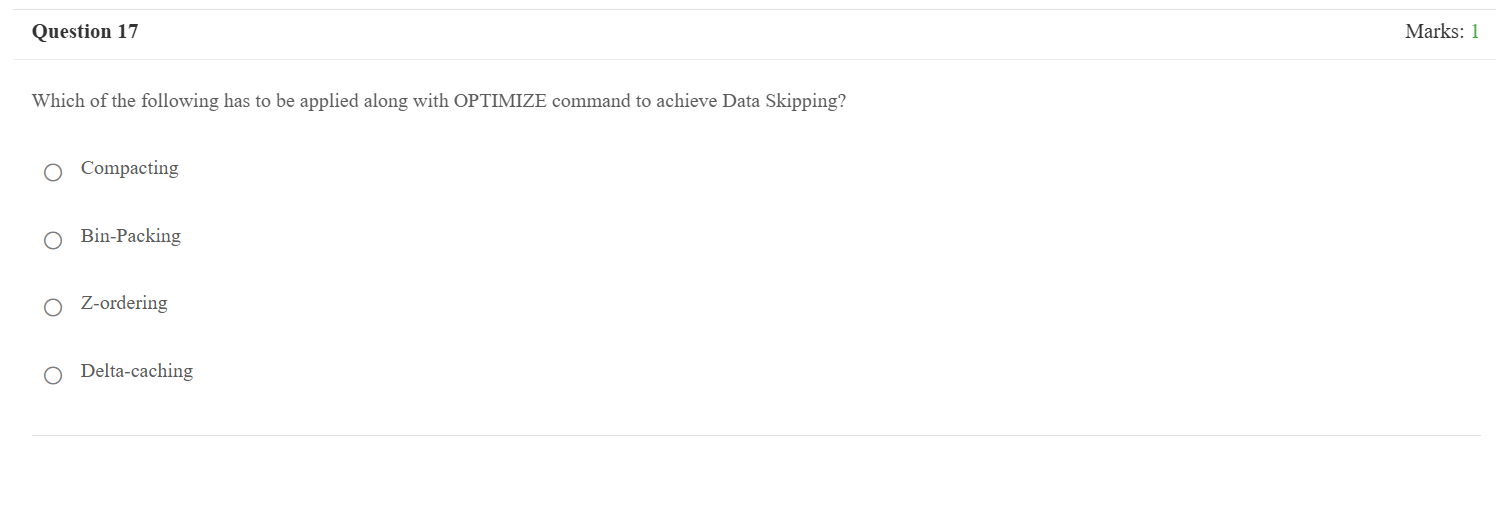 Question 17
Marks: 1
Which of the following has to be applied along with OPTIMIZE command to achieve Data Skipping?
Compacting
Bin-Packing
Z-ordering
Delta-caching